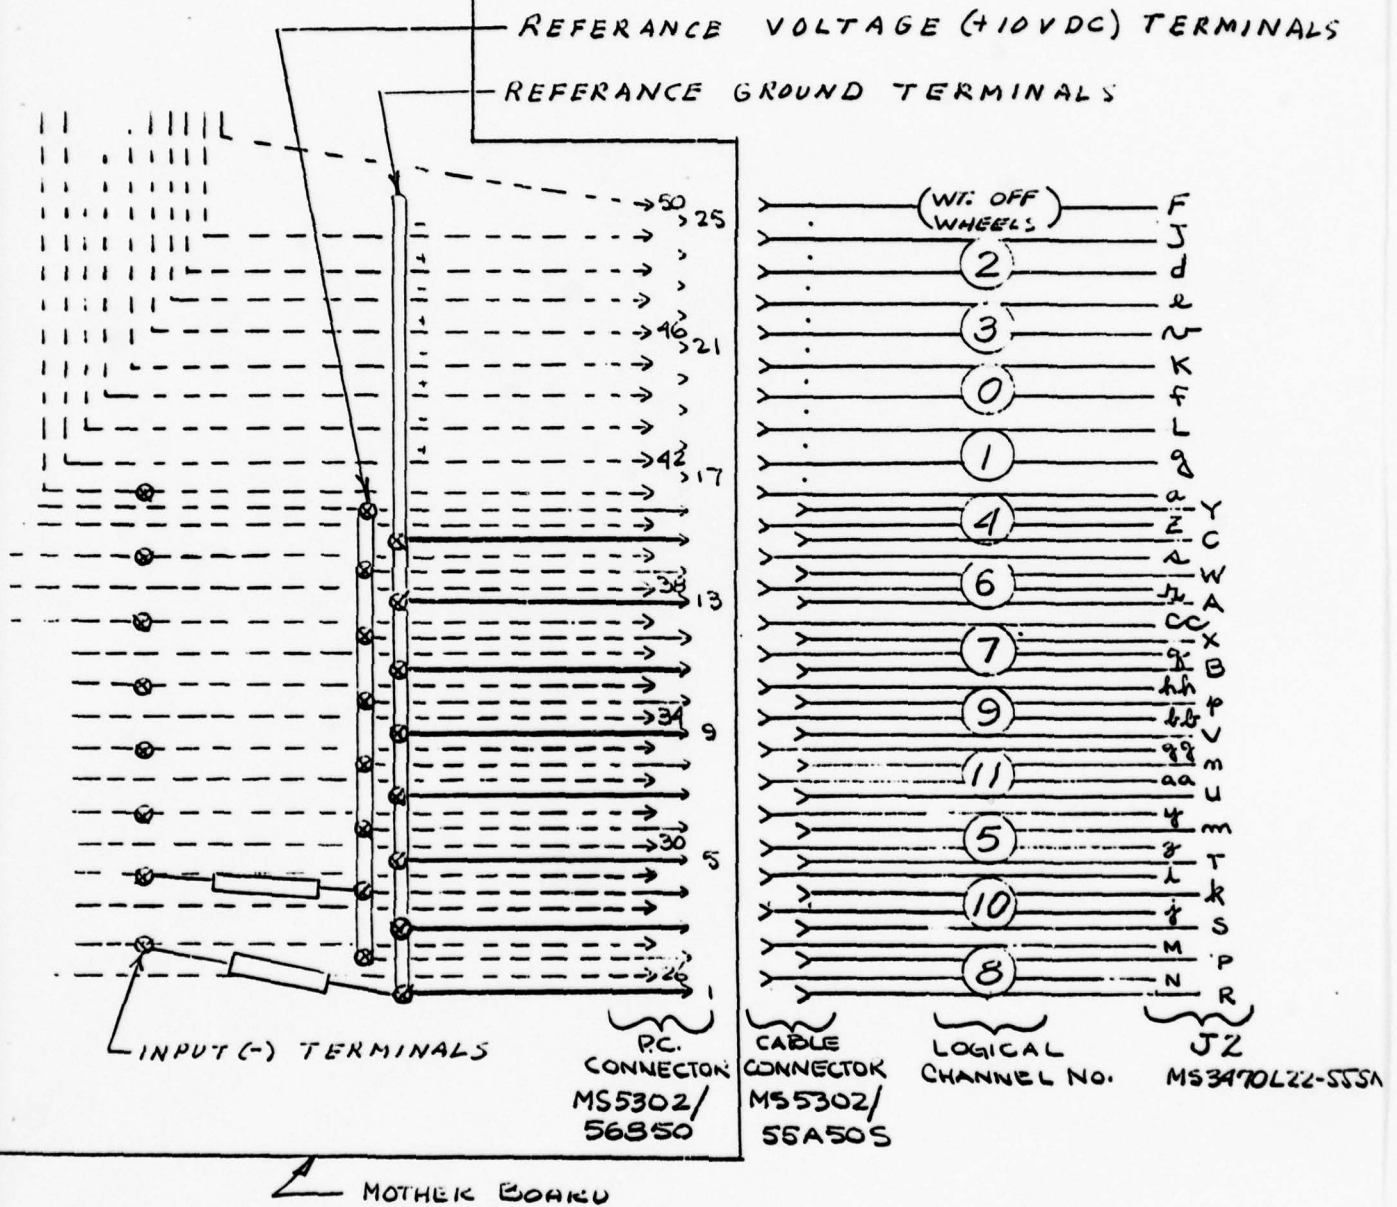 REFERANCE VOLTAGE (+10VDC) TERMINALS
REFERANCE GROUND TERMINALS
50
25
(WT. OFF WHEELS)
F
J
2
d
e
46
21
3
v
K
0
f
L
42
17
1
g
a
Y
4
Z
C
s
W
38
6
r
13
A
cc
X
7
q
B
hh
p
34
9
bb
9
V
gg
n
11
aa
U
y
m
30
5
z
5
T
i
k
10
j
S
M
P
26
8
N
1
R
INPUT (-) TERMINALS
P.C. CONNECTOR MS5302/
CABLE CONNECTOR MS5302/
55A50S
LOGICAL CHANNEL NO.
J2
MOTHER BOARD